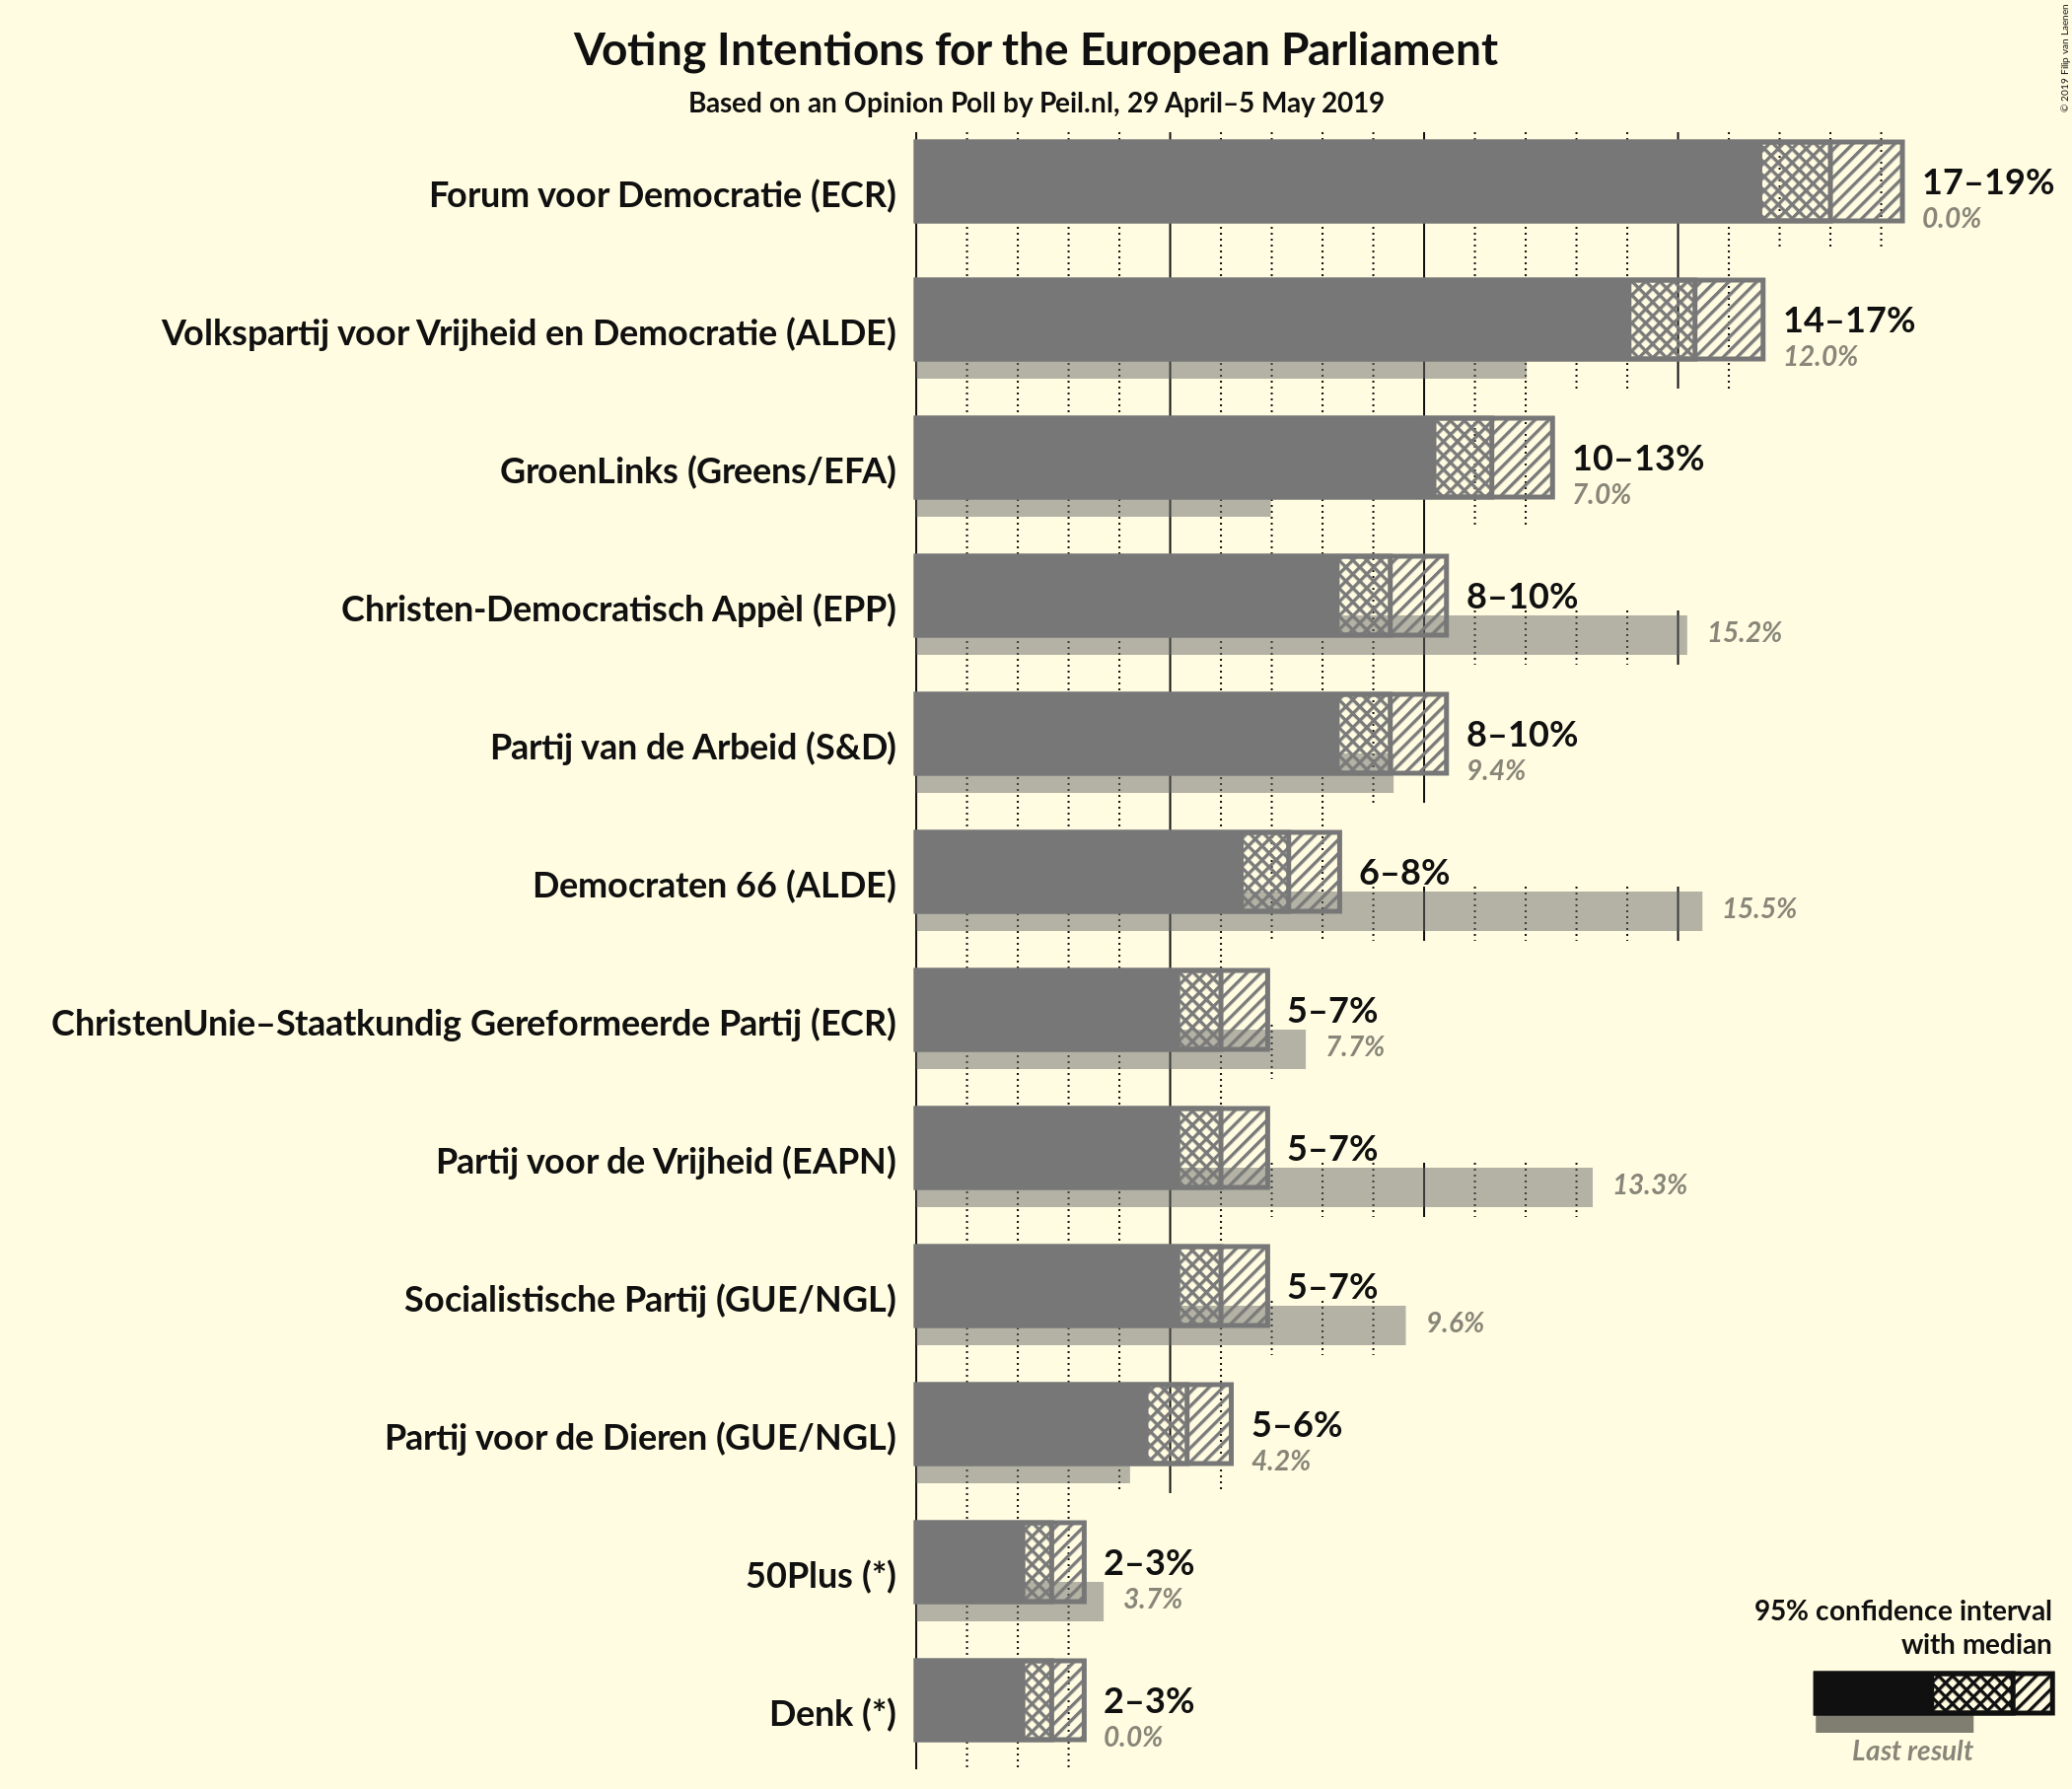 Voting Intentions for the European Parliament
Based on an Opinion Poll by Peil.nl, 29 April–5 May 2019
© 2019 Filip van Laenen
Forum voor Democratie (ECR)
17–19%
0.0%
Volkspartij voor Vrijheid en Democratie (ALDE)
14–17%
12.0%
GroenLinks (Greens/EFA)
10–13%
7.0%
Christen-Democratisch Appèl (EPP)
8–10%
15.2%
Partij van de Arbeid (S&D)
8–10%
9.4%
Democraten 66 (ALDE)
6–8%
15.5%
ChristenUnie–Staatkundig Gereformeerde Partij (ECR)
5–7%
7.7%
Partij voor de Vrijheid (EAPN)
5–7%
13.3%
Socialistische Partij (GUE/NGL)
5–7%
9.6%
Partij voor de Dieren (GUE/NGL)
5–6%
4.2%
50Plus (*)
2–3%
3.7%
Denk (*)
2–3%
0.0%
95% confidence interval
with median
Last result